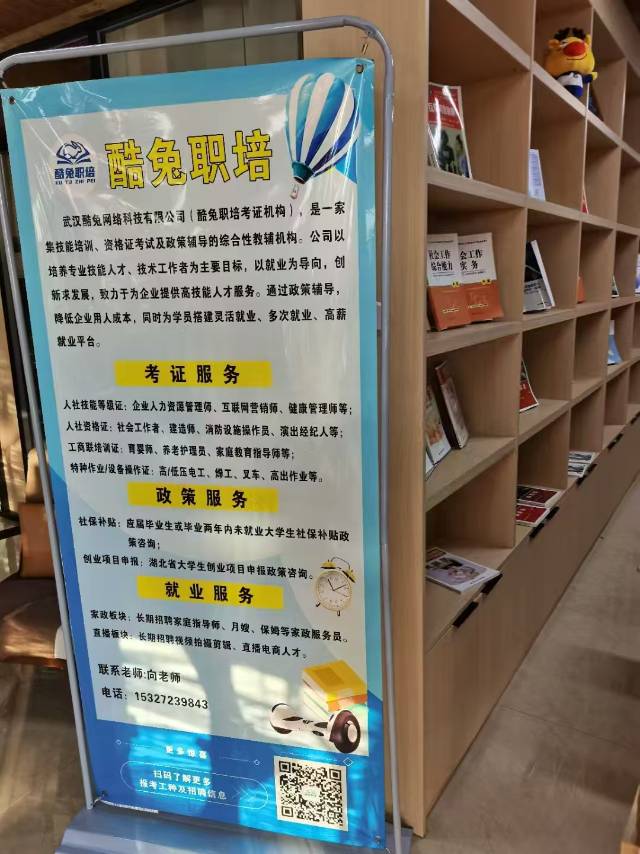 酷兔职培
KU TU ZHI PEI
酷兔职培
武汉酷兔网络科技有限公司(酷兔职培考证机构),是一家
集技能培训、资格证考试及政策辅导的综合性教辅机构。公司以
培养专业技能人才、技术工作者为主要目标,以就业为导向,创
新求发展,致力于为企业提供高技能人才服务。通过政策辅导,
降低企业用人成本,同时为学员搭建灵活就业、多次就业、高薪
就业平台。
考证服务
人社技能等级证:企业人力资源管理师、互联网营销师、健康管理师等;
人社资格证:社会工作者、建造师、消防设施操作员、演出经纪人等;
工商联培训证:育婴师、养老护理员、家庭教育指导师等;
特种作业/设备操作证:高/低压电工、焊工、叉车、高出作业等。
政策服务
社保补贴:应届毕业生或毕业两年内未就业大学生社保补贴政
策咨询;
创业项目申报:湖北省大学生创业项目申报政策咨询。
就业服务
家政板块:长期招聘家庭指导师、月嫂、保姆等家政服务员。
直播板块:长期招聘视频拍摄剪辑、直播电商人才。
联系老师:向老师
电话:15327239843
更多惊喜
扫码了解更多
报考工种及招聘信息
社会工作
综合能力
社会工作
实务